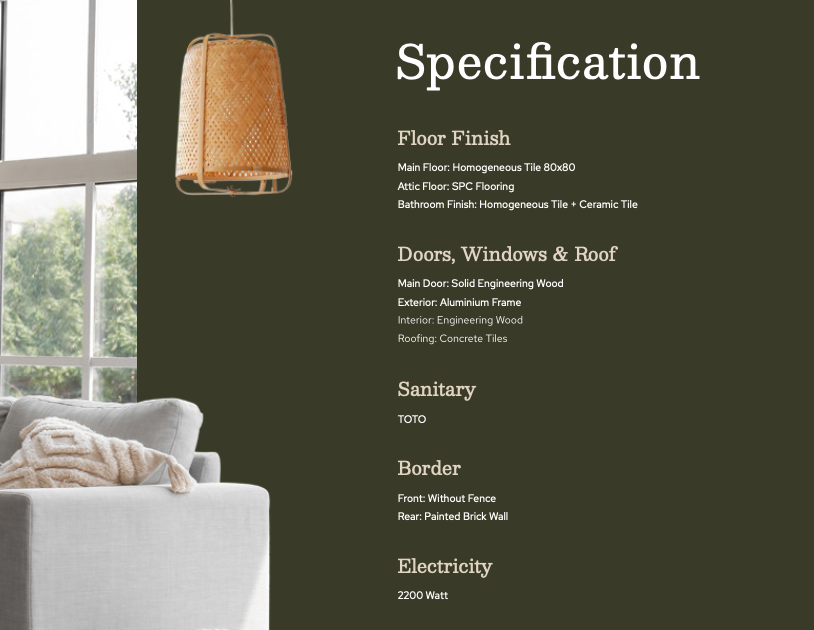 Specification
Floor Finish
Main Floor: Homogeneous Tile 80x80
Attic Floor: SPC Flooring
Bathroom Finish: Homogeneous Tile + Ceramic Tile
Doors, Windows & Roof
Main Door: Solid Engineering Wood
Exterior: Aluminium Frame
Interior: Engineering Wood
Roofing: Concrete Tiles
Sanitary
TOTO
Border
Front: Without Fence
Rear: Painted Brick Wall
Electricity
2200 Watt